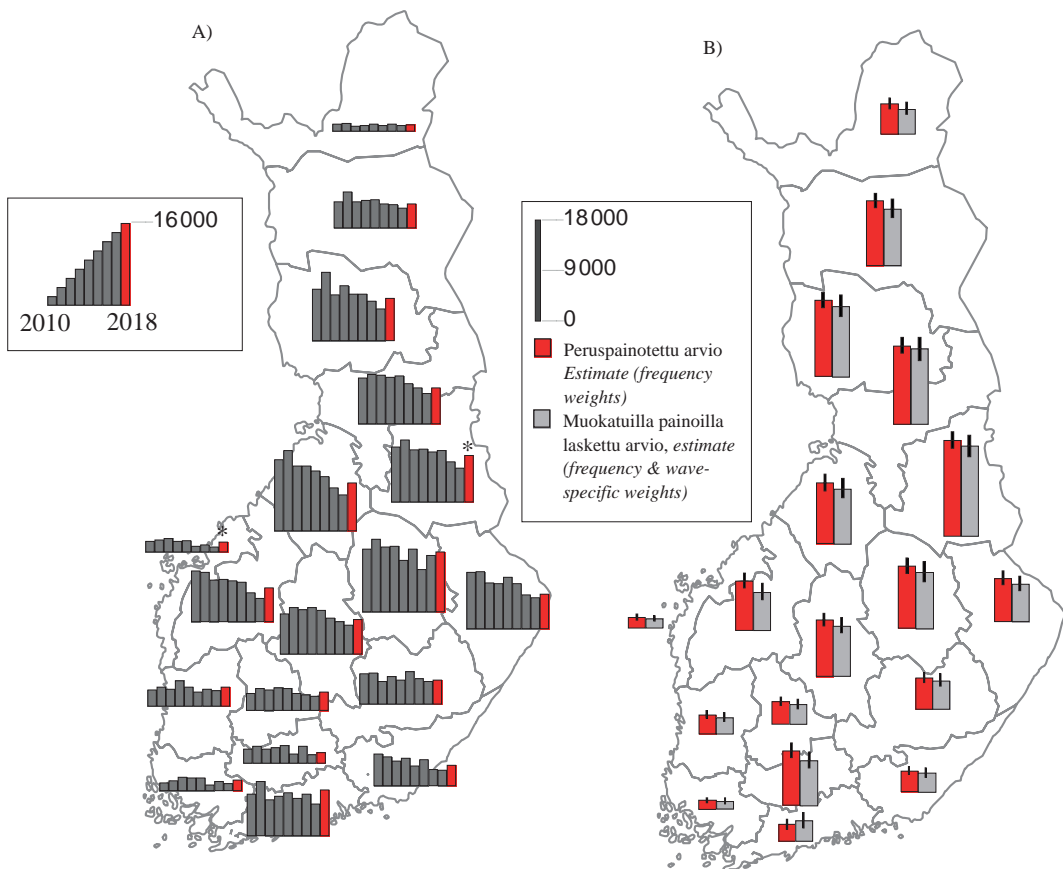 A)
B)
16000
2010
2018
*
*
18000
9000
0
Peruspainotettu arvio
Estimate (frequency
weights)
Muokatuilla painoilla
laskettu arvio, estimate
(frequency & wave-
specific weights)